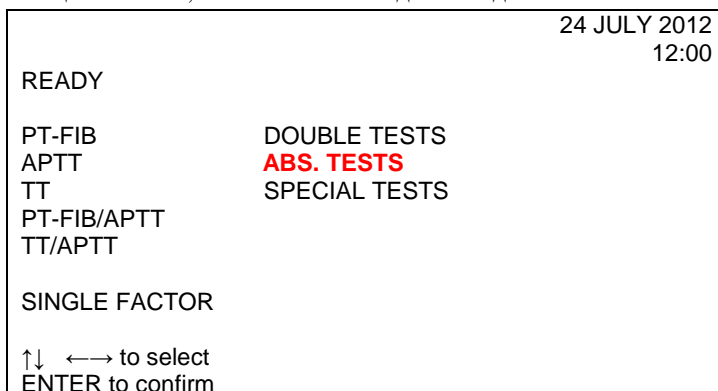 24 JULY 2012
12:00
READY
PT-FIB DOUBLE TESTS
APTT ABS. TESTS
TT SPECIAL TESTS
PT-FIB/APTT
TT/APTT
SINGLE FACTOR
↑↓ ←→ to select
ENTER to confirm